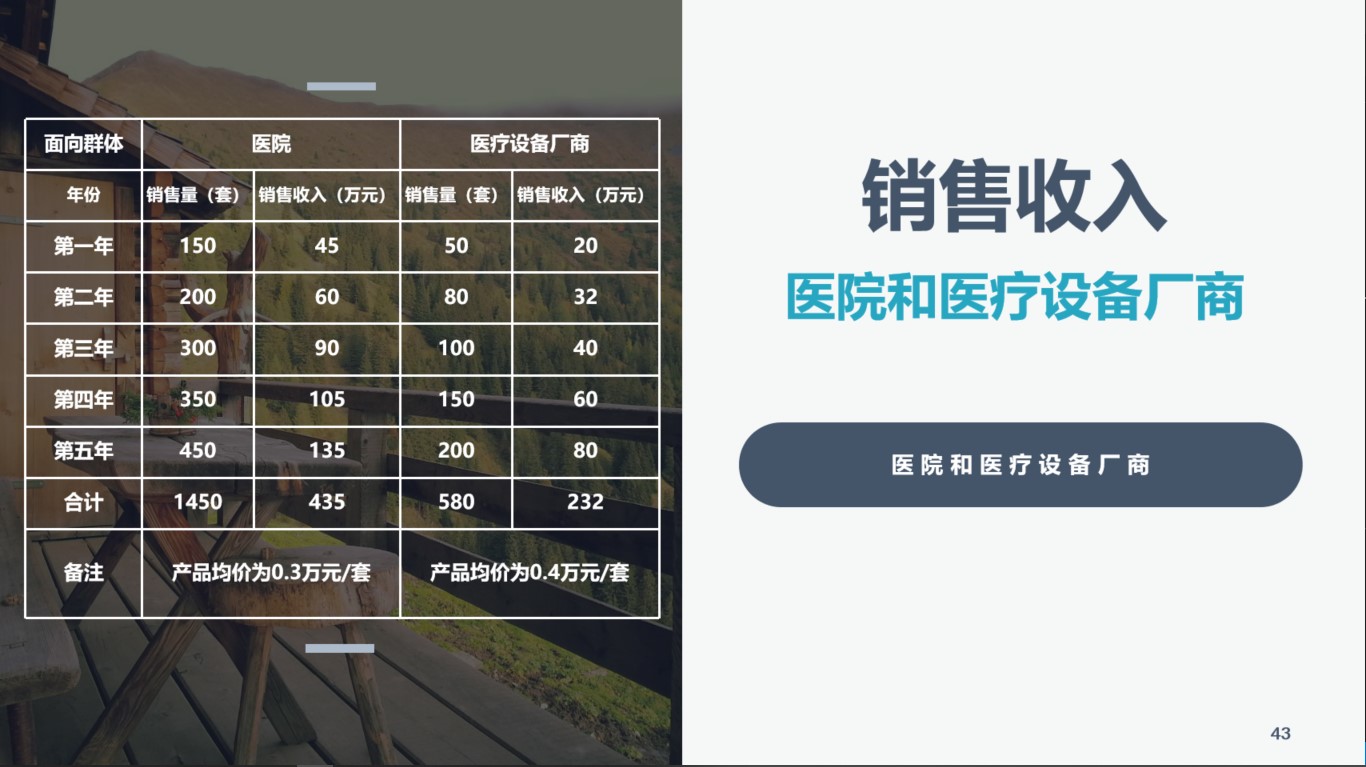 面向群体 医院 医疗设备厂商
年份 销售量（套） 销售收入（万元） 销售量（套） 销售收入（万元）
第一年 150 45 50 20
第二年 200 60 80 32
第三年 300 90 100 40
第四年 350 105 150 60
第五年 450 135 200 80
合计 1450 435 580 232
备注 产品均价为0.3万元/套 产品均价为0.4万元/套
销售收入
医院和医疗设备厂商
医院和医疗设备厂商
43